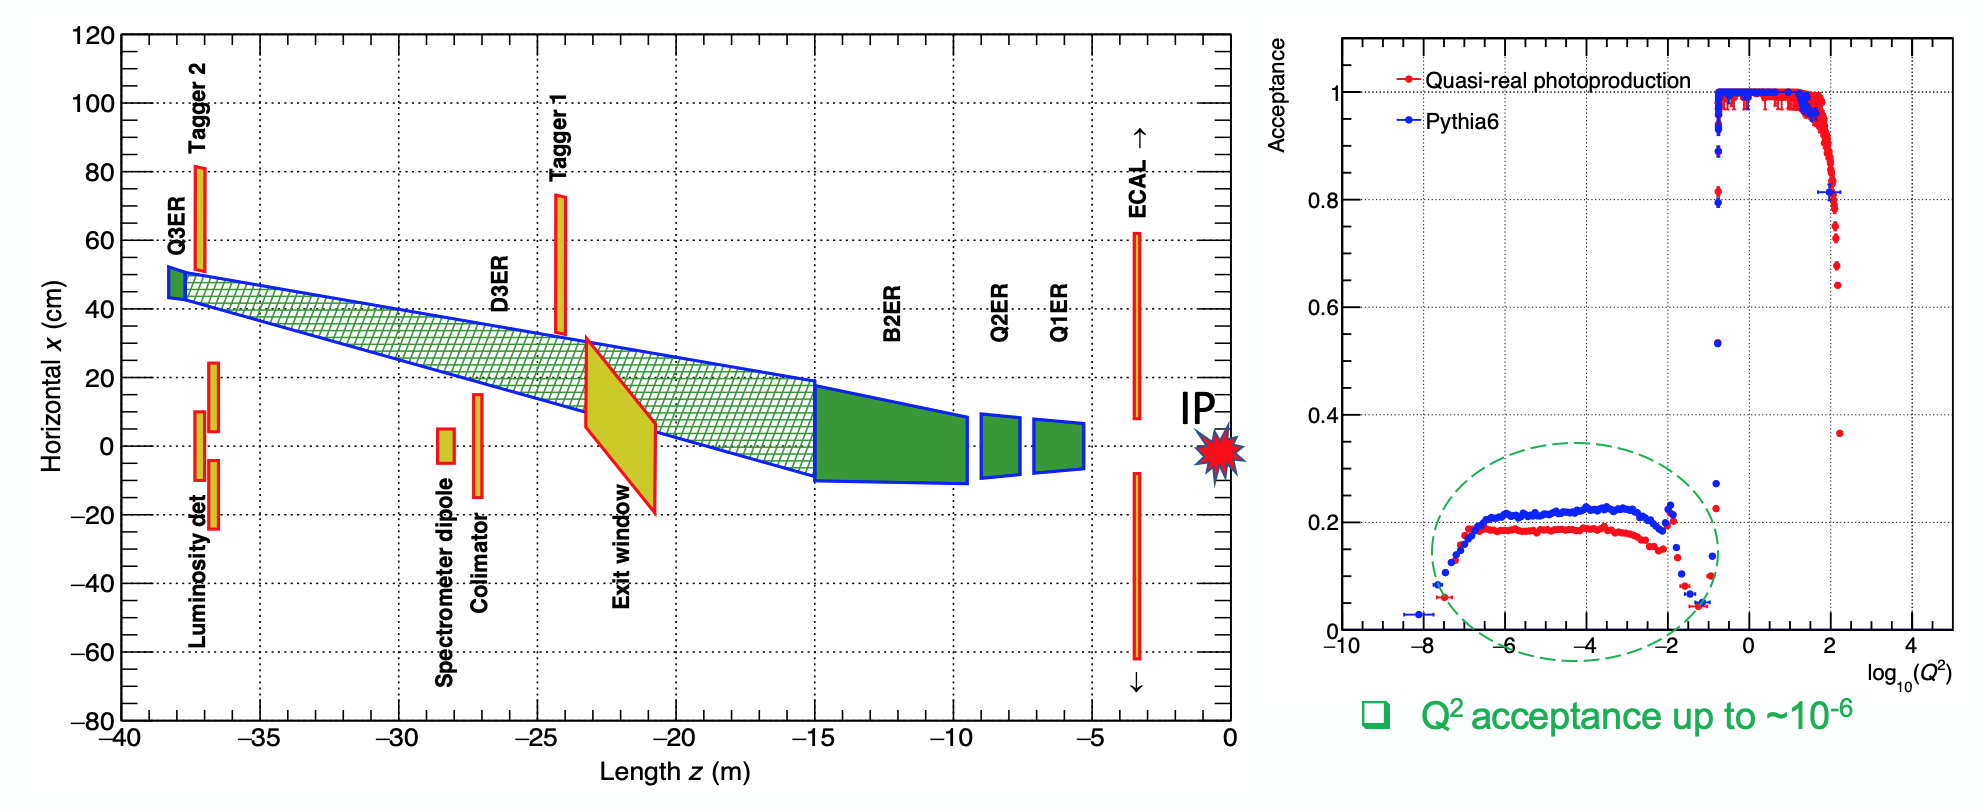 120
100
80
60
40
20
0
−20
−40
−60
−80
−40
−35
−30
−25
−20
−15
−10
−5
0
Horizontal x (cm)
Length z (m)
Q3ER
Tagger 2
Luminosity det
Spectrometer dipole
Colimator
D3ER
Tagger 1
Exit window
B2ER
Q2ER
Q1ER
ECAL →
←
IP
Acceptance
Quasi-real photoproduction
Pythia6
1
0.8
0.6
0.4
0.2
0
−10
−8
−6
−4
−2
0
2
4
log10(Q2)
❑ Q2 acceptance up to ~10-6